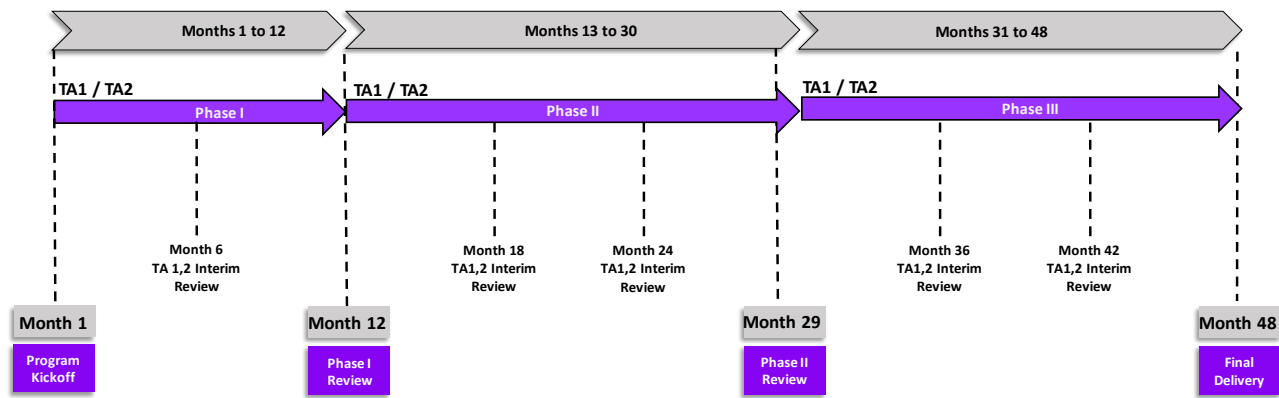 Months 1 to 12
Months 13 to 30
Months 31 to 48
TA1 / TA2
TA1 / TA2
TA1 / TA2
Phase I
Phase II
Phase III
Month 6
TA 1,2 Interim
Review
Month 18
TA1,2 Interim
Review
Month 24
TA1,2 Interim
Review
Month 36
TA1,2 Interim
Review
Month 42
TA1,2 Interim
Review
Month 1
Program
Kickoff
Month 12
Phase I
Review
Month 29
Phase II
Review
Month 48
Final
Delivery